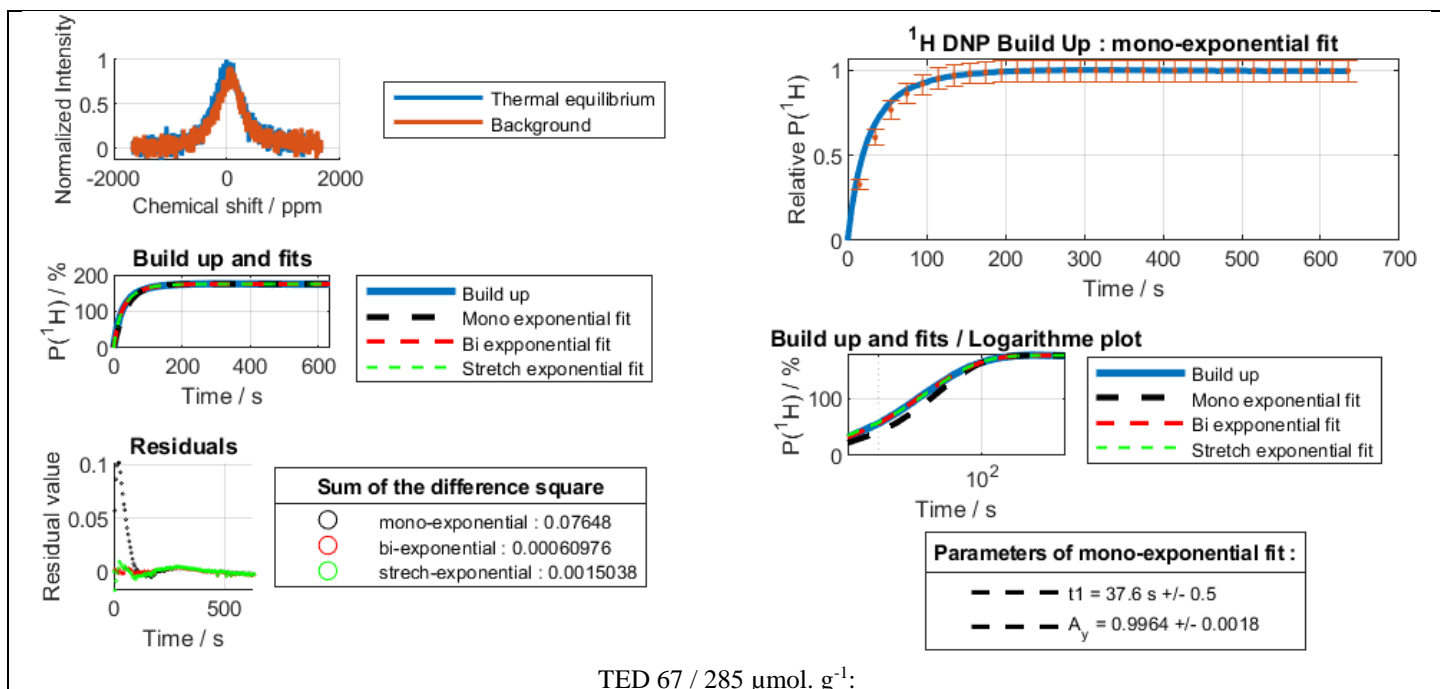 Normalized Intensity
1
0.5
0
-2000
0
2000
Chemical shift / ppm
Thermal equilibrium
Background
¹H DNP Build Up : mono-exponential fit
Relative P(¹H)
1
0.5
0
0 100 200 300 400 500 600 700
Time / s
Build up and fits
P(¹H) / %
200
100
0
0 200 400 600
Time / s
Build up
Mono exponential fit
Bi expponential fit
Stretch exponential fit
Build up and fits / Logarithme plot
P(¹H) / %
100
0
10²
Time / s
Build up
Mono exponential fit
Bi expponential fit
Stretch exponential fit
Residuals
Residual value
0.1
0.05
0
0 500
Time / s
Sum of the difference square
mono-exponential : 0.07648
bi-exponential : 0.00060976
strech-exponential : 0.0015038
Parameters of mono-exponential fit :
t1 = 37.6 s +/- 0.5
A_y = 0.9964 +/- 0.0018
TED 67 / 285 µmol. g⁻¹: